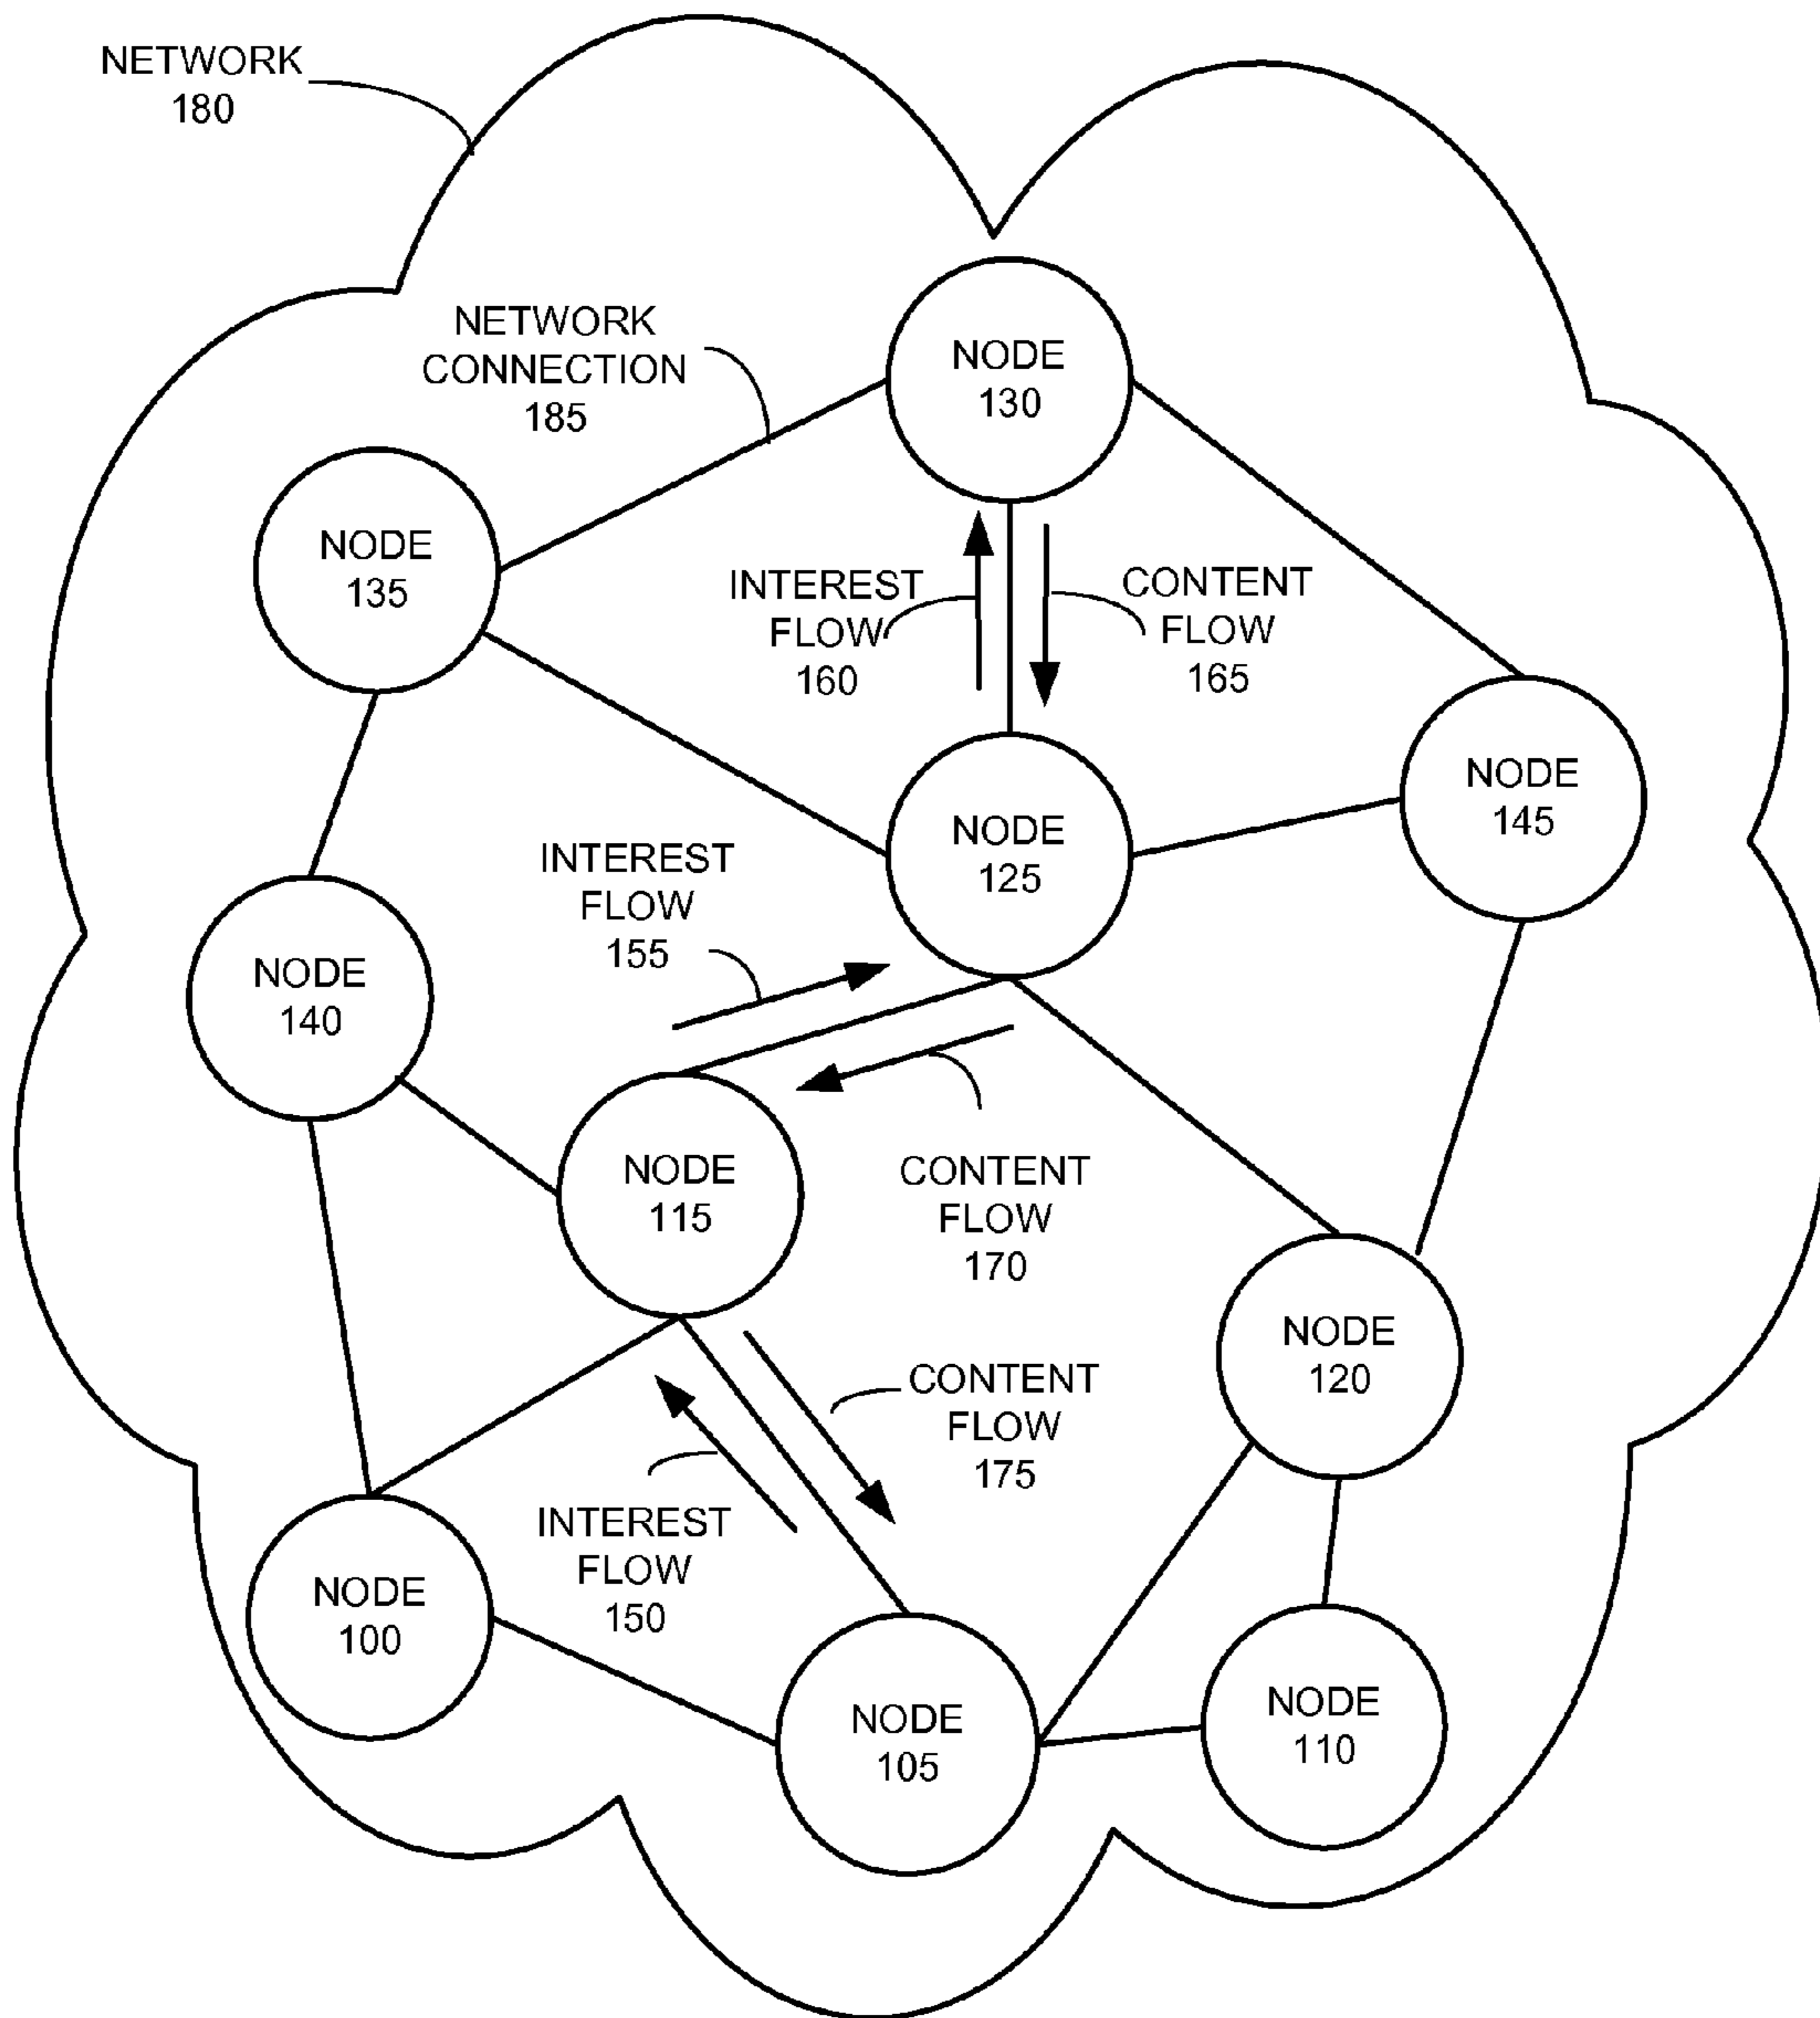 NETWORK
180
NETWORK
CONNECTION
185
NODE
130
NODE
135
INTEREST
FLOW
160
CONTENT
FLOW
165
NODE
145
NODE
125
INTEREST
FLOW
155
NODE
140
NODE
115
CONTENT
FLOW
170
NODE
120
CONTENT
FLOW
175
INTEREST
FLOW
150
NODE
100
NODE
105
NODE
110